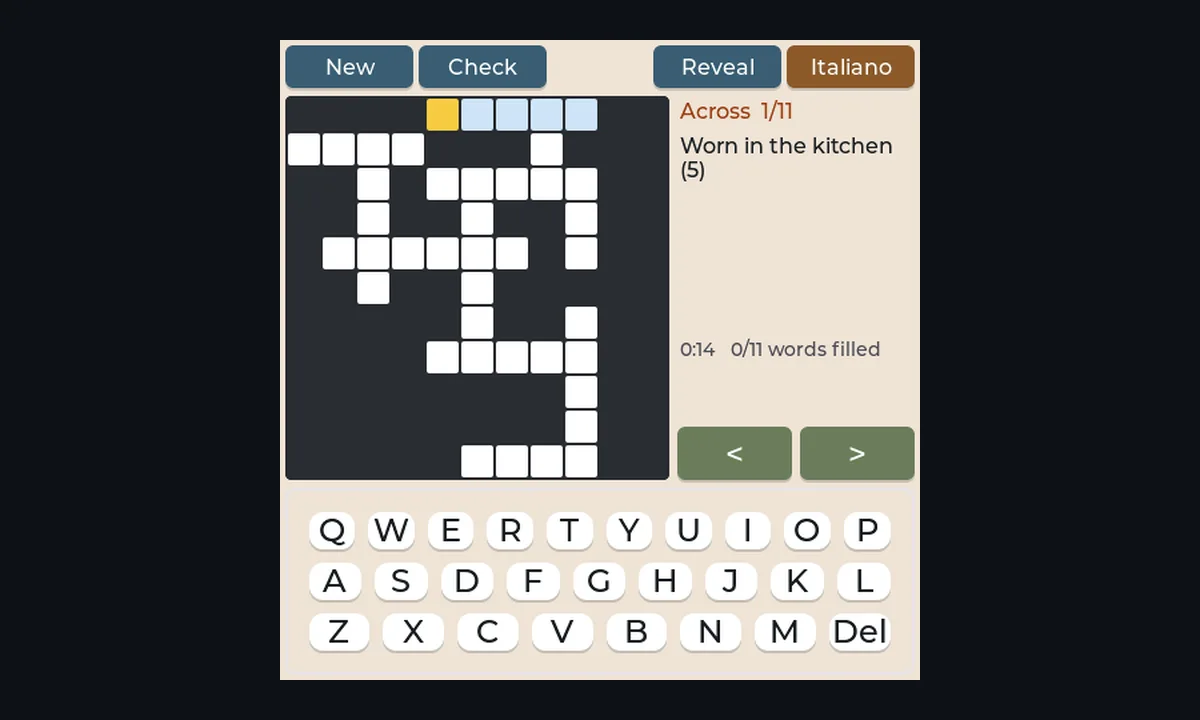 New Check Reveal Italiano
Across 1/11
Worn in the kitchen
(5)
0:14 0/11 words filled
< >
Q W E R T Y U I O P
A S D F G H J K L
Z X C V B N M Del